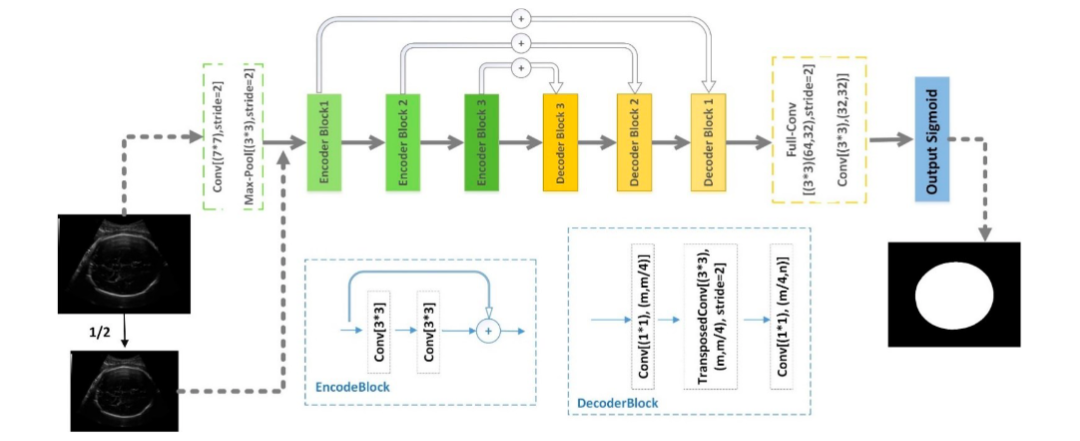 +
+
+
Conv[(7*7),stride=2]
Max-Pool[(3*3),stride=2]
Encoder Block1
Encoder Block 2
Encoder Block 3
Decoder Block 3
Decoder Block 2
Decoder Block 1
Full-Conv
[(3*3)(64,32),stride=2]
Conv[(3*3),(32,32)]
Output Sigmoid
1/2
Conv[3*3]
Conv[3*3]
+
EncodeBlock
Conv[(1*1), (m,m/4)]
TransposedConv[(3*3),
(m,m/4), stride=2]
Conv[(1*1), (m/4,n)]
DecoderBlock